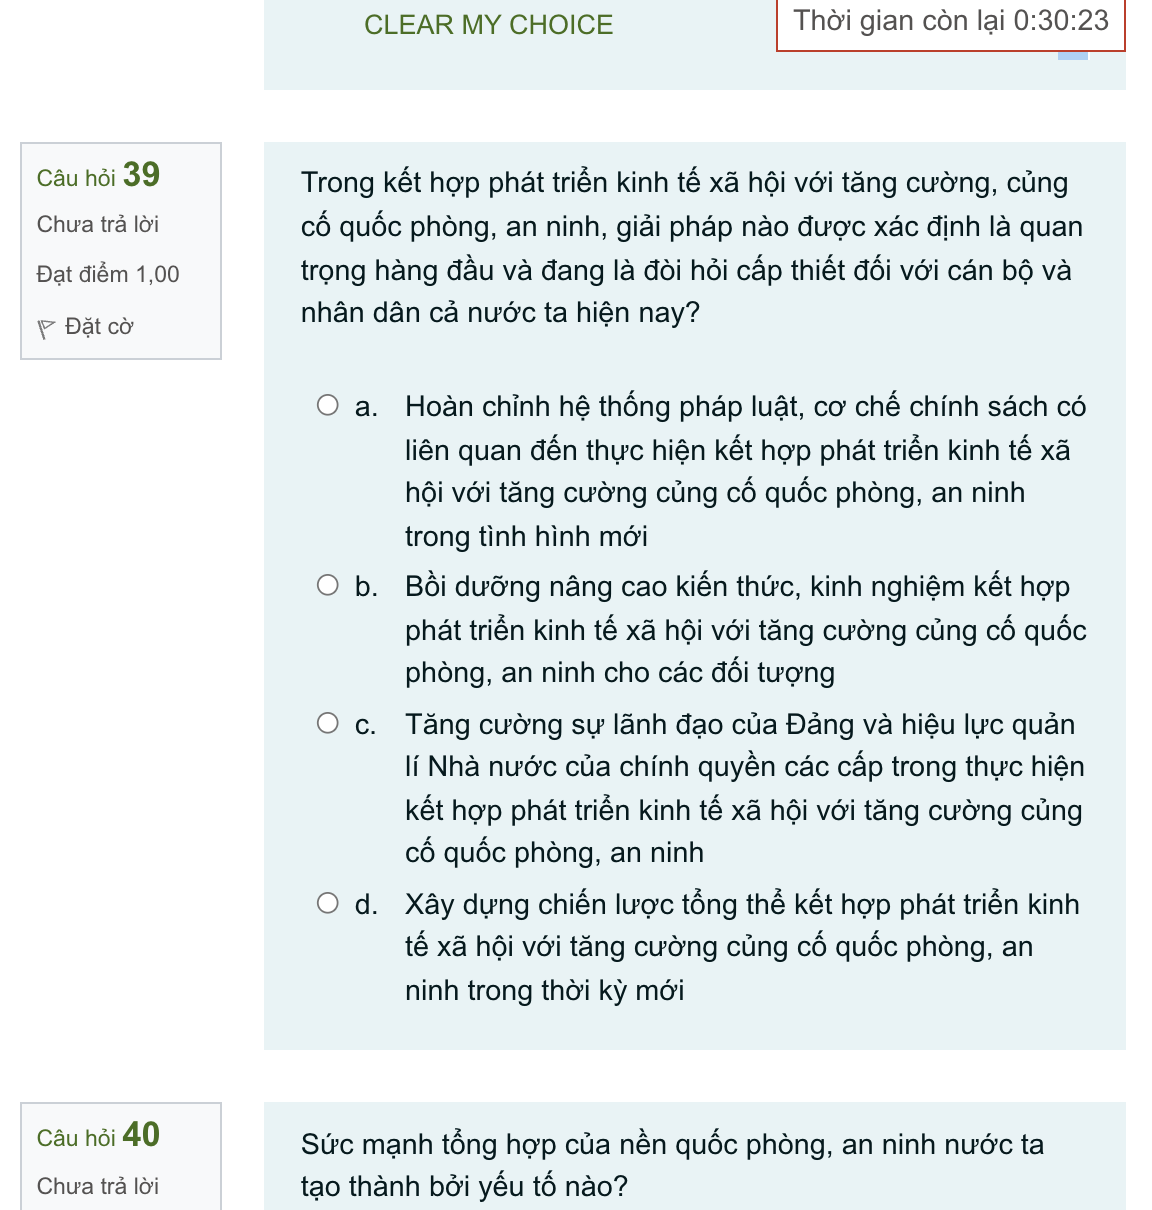 CLEAR MY CHOICE
Thời gian còn lại 0:30:23
Câu hỏi 39
Chưa trả lời
Đạt điểm 1,00
Đặt cờ
Trong kết hợp phát triển kinh tế xã hội với tăng cường, củng
cố quốc phòng, an ninh, giải pháp nào được xác định là quan
trọng hàng đầu và đang là đòi hỏi cấp thiết đối với cán bộ và
nhân dân cả nước ta hiện nay?
a. Hoàn chỉnh hệ thống pháp luật, cơ chế chính sách có
liên quan đến thực hiện kết hợp phát triển kinh tế xã
hội với tăng cường củng cố quốc phòng, an ninh
trong tình hình mới
b. Bồi dưỡng nâng cao kiến thức, kinh nghiệm kết hợp
phát triển kinh tế xã hội với tăng cường củng cố quốc
phòng, an ninh cho các đối tượng
c. Tăng cường sự lãnh đạo của Đảng và hiệu lực quản
lí Nhà nước của chính quyền các cấp trong thực hiện
kết hợp phát triển kinh tế xã hội với tăng cường củng
cố quốc phòng, an ninh
d. Xây dựng chiến lược tổng thể kết hợp phát triển kinh
tế xã hội với tăng cường củng cố quốc phòng, an
ninh trong thời kỳ mới
Câu hỏi 40
Chưa trả lời
Sức mạnh tổng hợp của nền quốc phòng, an ninh nước ta
tạo thành bởi yếu tố nào?